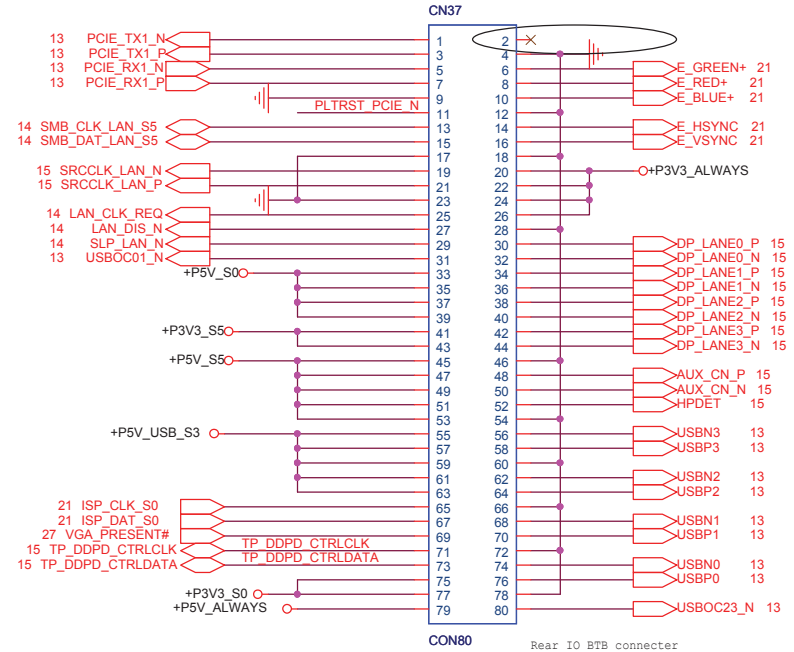 CN37
13 PCIE_TX1_N 1 2
13 PCIE_TX1_P 3 4
13 PCIE_RX1_N 5 6 E_GREEN+ 21
13 PCIE_RX1_P 7 8 E_RED+ 21
9 10 E_BLUE+ 21
PLTRST_PCIE_N 11 12
14 SMB_CLK_LAN_S5 13 14 E_HSYNC 21
14 SMB_DAT_LAN_S5 15 16 E_VSYNC 21
17 18
15 SRCCLK_LAN_N 19 20 +P3V3_ALWAYS
15 SRCCLK_LAN_P 21 22
23 24
14 LAN_CLK_REQ 25 26
14 LAN_DIS_N 27 28
14 SLP_LAN_N 29 30 DP_LANE0_P 15
13 USBOC01_N 31 32 DP_LANE0_N 15
+P5V_S0 33 34 DP_LANE1_P 15
35 36 DP_LANE1_N 15
37 38 DP_LANE2_P 15
39 40 DP_LANE2_N 15
+P3V3_S5 41 42 DP_LANE3_P 15
43 44 DP_LANE3_N 15
+P5V_S5 45 46
47 48 AUX_CN_P 15
49 50 AUX_CN_N 15
51 52 HPDET 15
53 54
+P5V_USB_S3 55 56 USBN3 13
57 58 USBP3 13
59 60
61 62 USBN2 13
63 64 USBP2 13
21 ISP_CLK_S0 65 66
21 ISP_DAT_S0 67 68 USBN1 13
27 VGA_PRESENT# 69 70 USBP1 13
15 TP_DDPD_CTRLCLK TP_DDPD_CTRLCLK 71 72
15 TP_DDPD_CTRLDATA TP_DDPD_CTRLDATA 73 74 USBN0 13
75 76 USBP0 13
+P3V3_S0 77 78
+P5V_ALWAYS 79 80 USBOC23_N 13
CON80
Rear IO BTB connecter